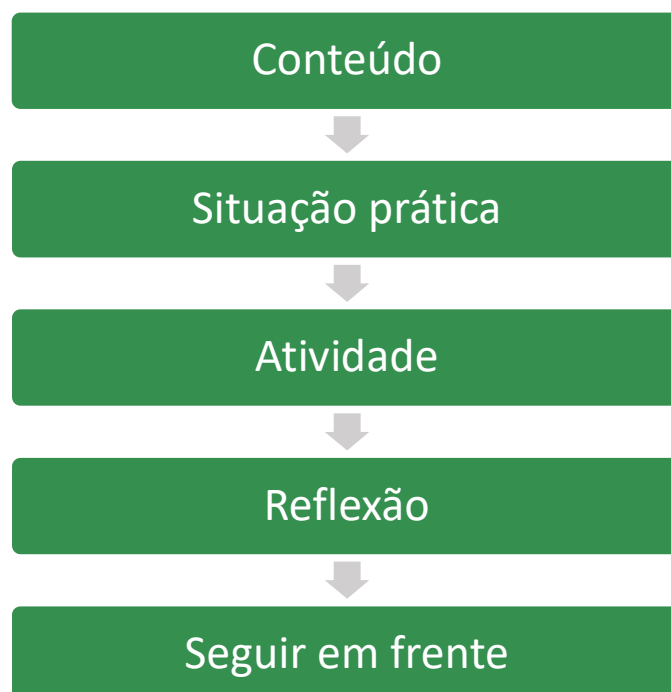 Conteúdo
Situação prática
Atividade
Reflexão
Seguir em frente